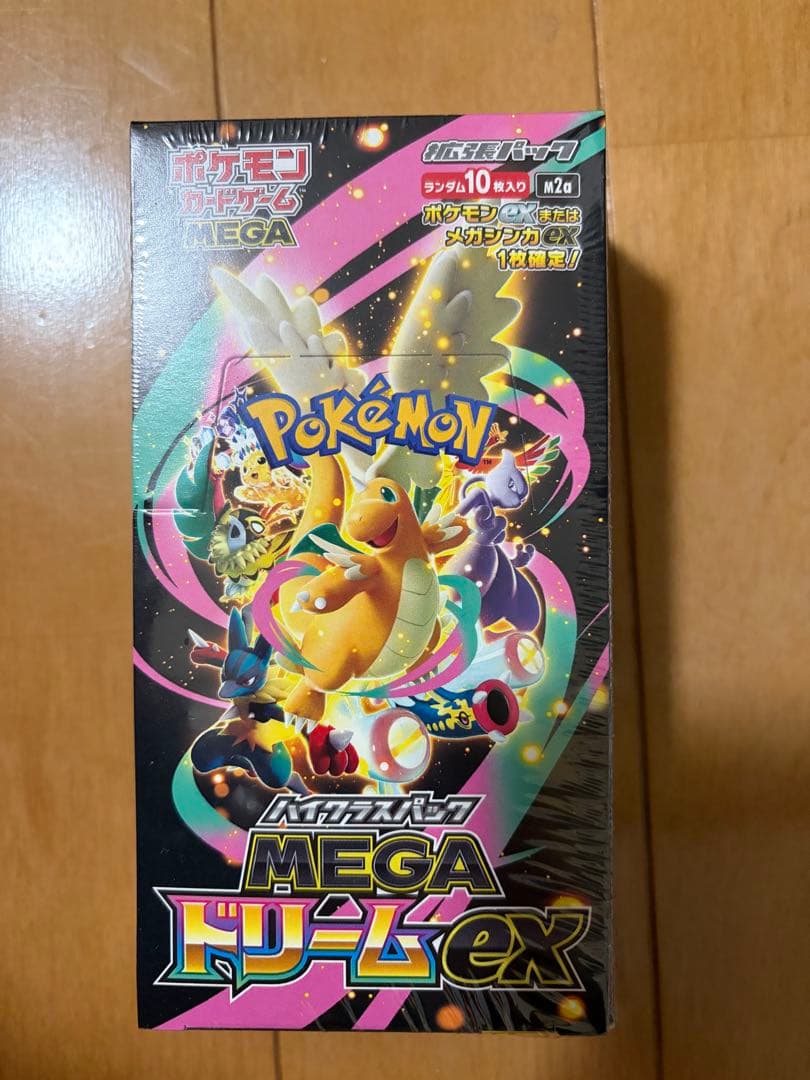 ポケモン
カードゲーム™
MEGA
拡張パック
ランダム10枚入り M2a
ポケモンexまたは
メガシンカex
1枚確定!
POKéMON™
ハイクラスパック
MEGA
ドリームex